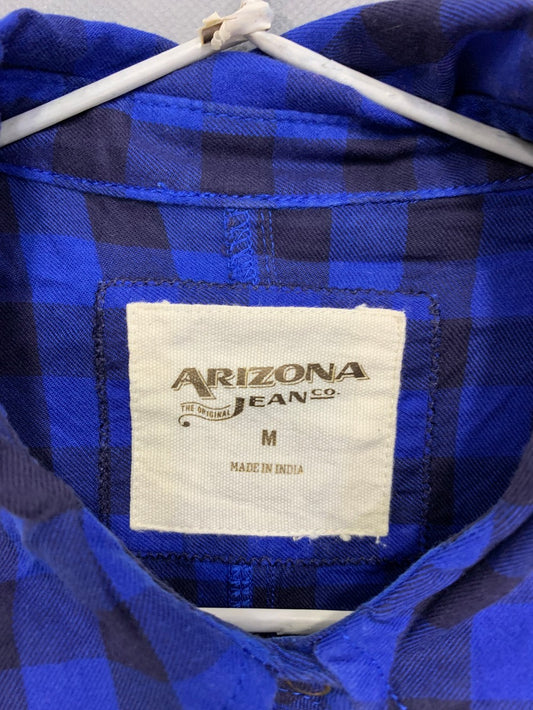 ARIZONA
THE ORIGINAL JEAN CO.
M
MADE IN INDIA